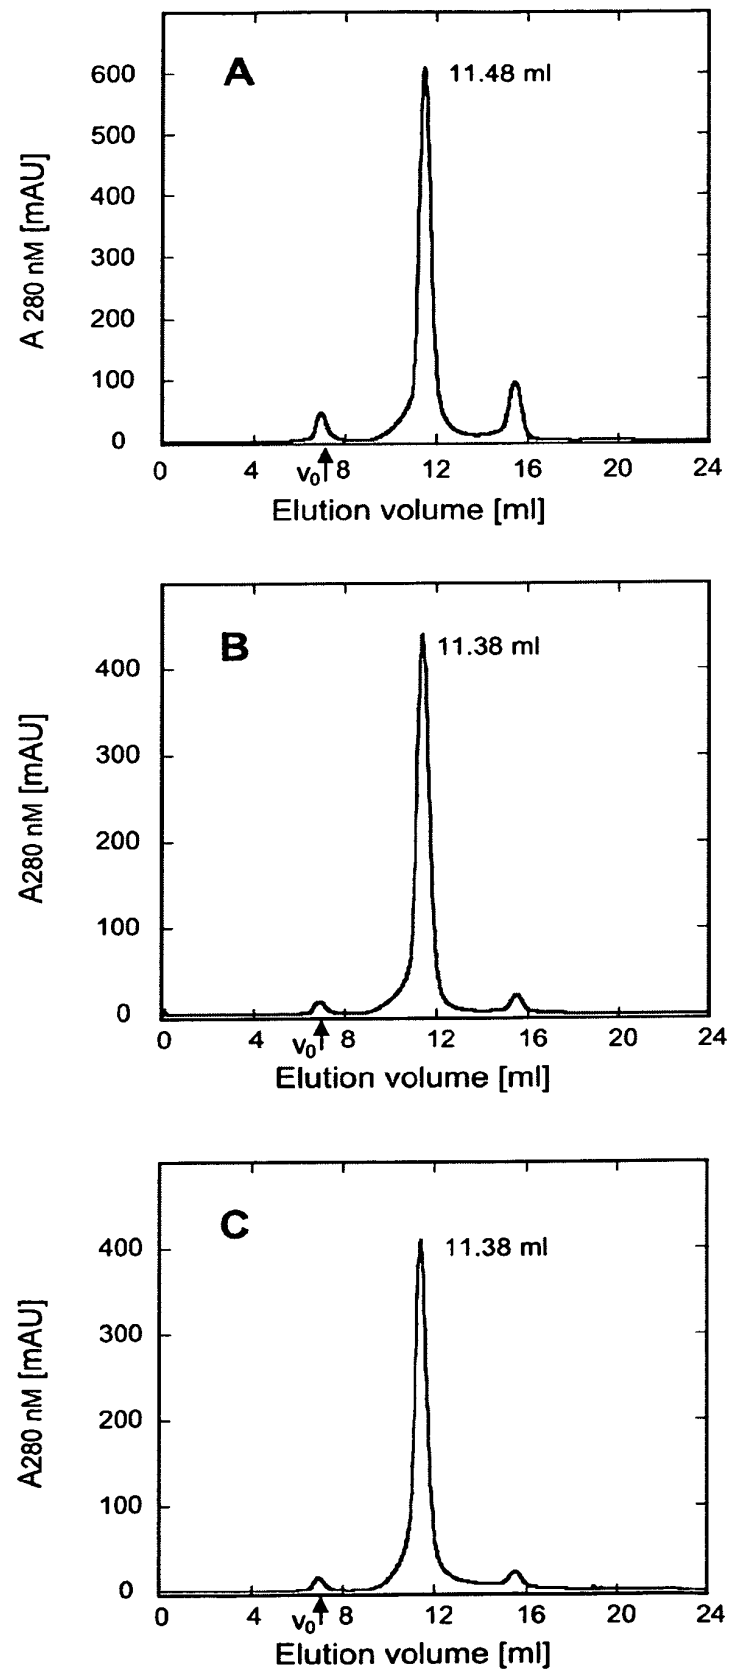 A
11.48 ml
600
500
400
300
200
100
0
A 280 nM [mAU]
0 4 8 12 16 20 24
v₀
Elution volume [ml]
B
11.38 ml
400
300
200
100
0
A280 nM [mAU]
0 4 8 12 16 20 24
v₀
Elution volume [ml]
C
11.38 ml
400
300
200
100
0
A280 nM [mAU]
0 4 8 12 16 20 24
v₀
Elution volume [ml]